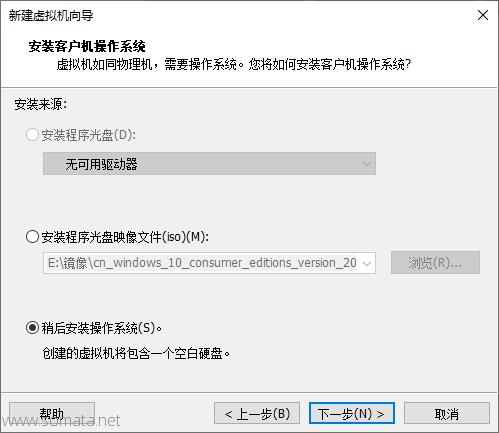 新建虚拟机向导
安装客户机操作系统
虚拟机如同物理机，需要操作系统。您将如何安装客户机操作系统?
安装来源:
安装程序光盘(D):
无可用驱动器
安装程序光盘映像文件(iso)(M):
E:\镜像\cn_windows_10_consumer_editions_version_20
浏览(R)...
稍后安装操作系统(S)。
创建的虚拟机将包含一个空白硬盘。
帮助
< 上一步(B)
下一步(N) >
取消
www.somata.net